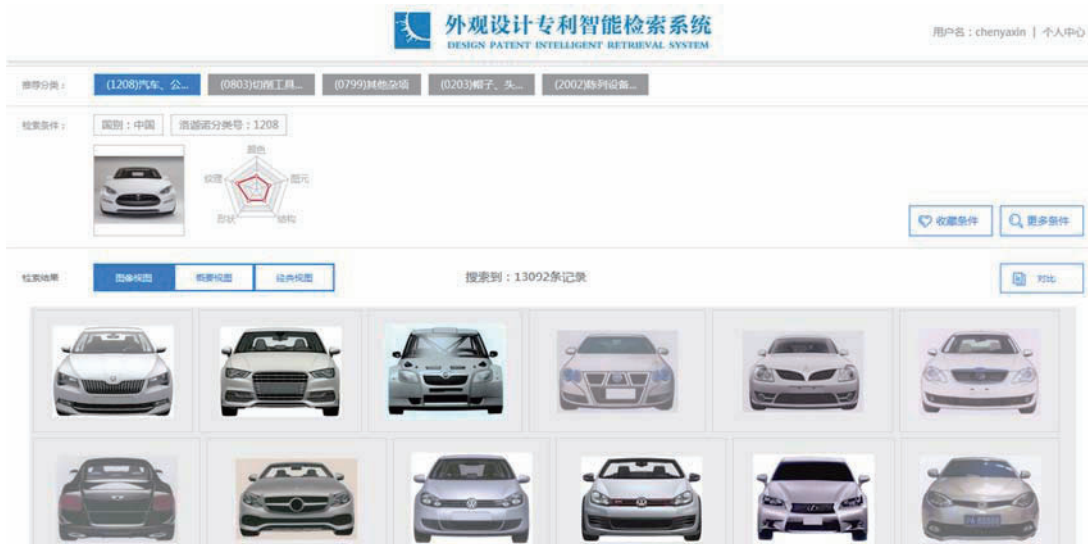 外观设计专利智能检索系统
DESIGN PATENT INTELLIGENT RETRIEVAL SYSTEM
用户名：chenyaxin | 个人中心
推荐分类：
(1208)汽车、公...
(0803)切削工具...
(0799)其他杂项
(0203)帽子、头...
(2002)陈列设备...
检索条件：
国别：中国
洛迦诺分类号：1208
颜色
纹理
图元
形状
结构
收藏条件
更多条件
检索结果
图像视图
概要视图
经典视图
搜索到：13092条记录
对比